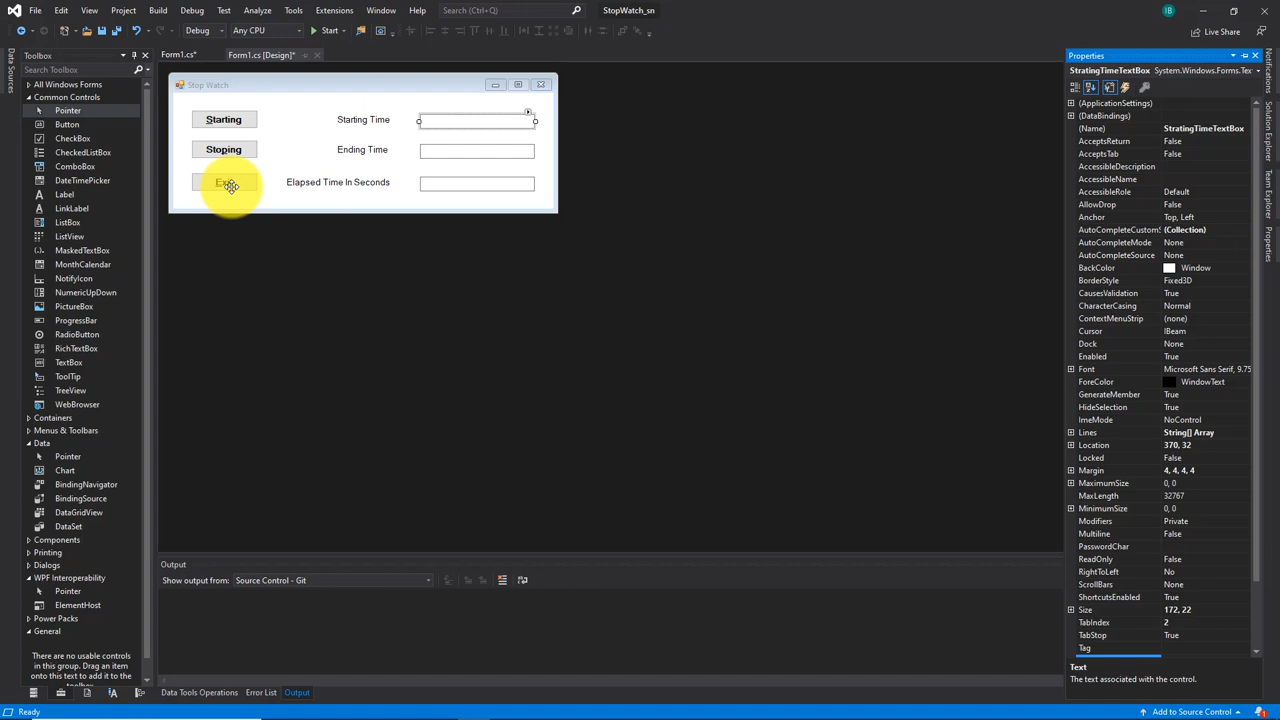 File Edit View Project Build Debug Test Analyze Tools Extensions Window Help Search (Ctrl+Q) StopWatch_sn IB
Debug Any CPU Start Live Share
Data Sources
Toolbox
Search Toolbox
All Windows Forms
Common Controls
Pointer
Button
CheckBox
CheckedListBox
ComboBox
DateTimePicker
Label
LinkLabel
ListBox
ListView
MaskedTextBox
MonthCalendar
NotifyIcon
NumericUpDown
PictureBox
ProgressBar
RadioButton
RichTextBox
TextBox
ToolTip
TreeView
WebBrowser
Containers
Menus & Toolbars
Data
Pointer
Chart
BindingNavigator
BindingSource
DataGridView
DataSet
Components
Printing
Dialogs
WPF Interoperability
Pointer
ElementHost
Power Packs
General
There are no usable controls
in this group. Drag an item
onto this text to add it to the
Form1.cs* Form1.cs [Design]*
Stop Watch
Starting Starting Time
Stoping Ending Time
Elapsed Time In Seconds
Output
Show output from: Source Control - Git
Data Tools Operations Error List Output
Properties
StratingTimeTextBox System.Windows.Forms.Te
(ApplicationSettings)
(DataBindings)
(Name) StratingTimeTextBox
AcceptsReturn False
AcceptsTab False
AccessibleDescription
AccessibleName
AccessibleRole Default
AllowDrop False
Anchor Top, Left
AutoCompleteCustomS (Collection)
AutoCompleteMode None
AutoCompleteSource None
BackColor Window
BorderStyle Fixed3D
CausesValidation True
CharacterCasing Normal
ContextMenuStrip (none)
Cursor IBeam
Dock None
Enabled True
Font Microsoft Sans Serif, 9.75
ForeColor WindowText
GenerateMember True
HideSelection True
ImeMode NoControl
Lines String[] Array
Location 370, 32
Locked False
Margin 4, 4, 4, 4
MaximumSize 0, 0
MaxLength 32767
MinimumSize 0, 0
Modifiers Private
Multiline False
PasswordChar
ReadOnly False
RightToLeft No
ScrollBars None
ShortcutsEnabled True
Size 172, 22
TabIndex 2
TabStop True
Tag
Text
The text associated with the control.
Notifications
Solution Explorer
Team Explorer
Properties
Ready Add to Source Control 1